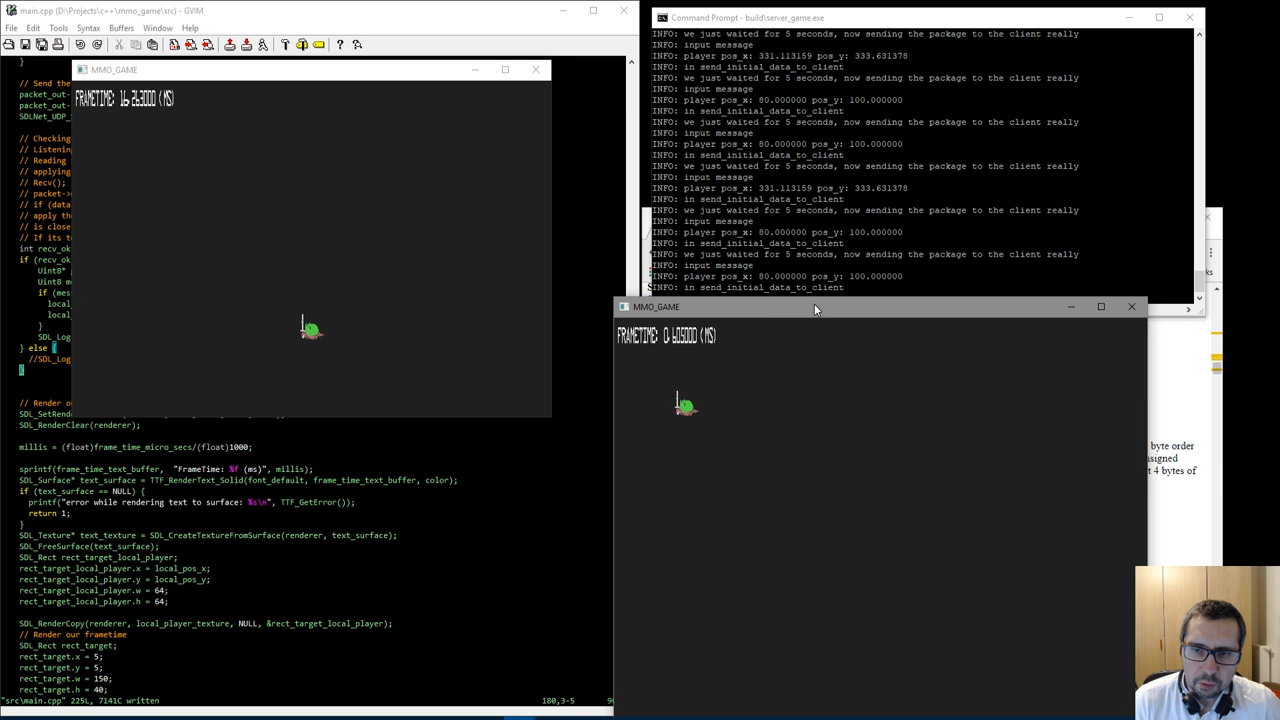 main.cpp (D:\Projects\c++\mmo_game\src) - GVIM
File Edit Tools Syntax Buffers Window Help
}
// Send the
packet_out-
packet_out-
SDLNet_UDP_
// Checking
// Listening
// Reading
// applying
// Recv();
// packet->
// if (data
// apply the
// is close
// If its t
int recv_ok
if (recv_ok
Uint8*
Uint8 m
if (mes
local_
local_
}
SDL_Log
} else {
//SDL_Log
}
// Render o
SDL_SetRender
SDL_RenderClear(renderer);
millis = (float)frame_time_micro_secs/(float)1000;
sprintf(frame_time_text_buffer,  "FrameTime: %f (ms)", millis);
SDL_Surface* text_surface = TTF_RenderText_Solid(font_default, frame_time_text_buffer, color);
if (text_surface == NULL) {
printf("error while rendering text to surface: %s\n", TTF_GetError());
return 1;
}
SDL_Texture* text_texture = SDL_CreateTextureFromSurface(renderer, text_surface);
SDL_FreeSurface(text_surface);
SDL_Rect rect_target_local_player;
rect_target_local_player.x = local_pos_x;
rect_target_local_player.y = local_pos_y;
rect_target_local_player.w = 64;
rect_target_local_player.h = 64;
SDL_RenderCopy(renderer, local_player_texture, NULL, &rect_target_local_player);
// Render our frametime
SDL_Rect rect_target;
rect_target.x = 5;
rect_target.y = 5;
rect_target.w = 150;
rect_target.h = 40;
"src\main.cpp" 225L, 7141C written 180,3-5
MMO_GAME
FRAMETIME: 16.263000 (MS)
Command Prompt - build\server_game.exe
INFO: we just waited for 5 seconds, now sending the package to the client really
INFO: input message
INFO: player pos_x: 331.113159 pos_y: 333.631378
INFO: in send_initial_data_to_client
INFO: we just waited for 5 seconds, now sending the package to the client really
INFO: input message
INFO: player pos_x: 80.000000 pos_y: 100.000000
INFO: in send_initial_data_to_client
INFO: we just waited for 5 seconds, now sending the package to the client really
INFO: input message
INFO: player pos_x: 80.000000 pos_y: 100.000000
INFO: in send_initial_data_to_client
INFO: we just waited for 5 seconds, now sending the package to the client really
INFO: input message
INFO: player pos_x: 331.113159 pos_y: 333.631378
INFO: in send_initial_data_to_client
INFO: we just waited for 5 seconds, now sending the package to the client really
INFO: input message
INFO: player pos_x: 80.000000 pos_y: 100.000000
INFO: in send_initial_data_to_client
INFO: we just waited for 5 seconds, now sending the package to the client really
INFO: input message
INFO: player pos_x: 80.000000 pos_y: 100.000000
INFO: in send_initial_data_to_client
MMO_GAME
FRAMETIME: 0.605000 (MS)
ks
byte order
signed
t 4 bytes of